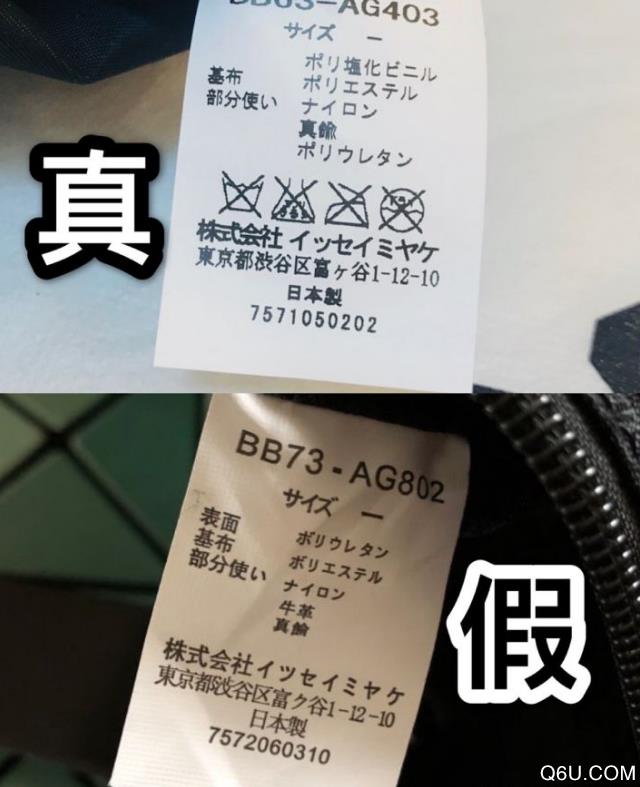 BB63-AG403
サイズ ー
ポリ塩化ビニル
基布 ポリエステル
部分使い ナイロン
真鍮
ポリウレタン
真
株式会社 イッセイミヤケ
東京都渋谷区富ヶ谷1-12-10
日本製
7571050202
BB73-AG802
サイズ ー
表面 ポリウレタン
基布 ポリエステル
部分使い ナイロン
牛革
真鍮
假
株式会社イツセイミヤケ
東京都渋谷区富ク谷1-12-10
日本製
7572060310
Q6U.COM